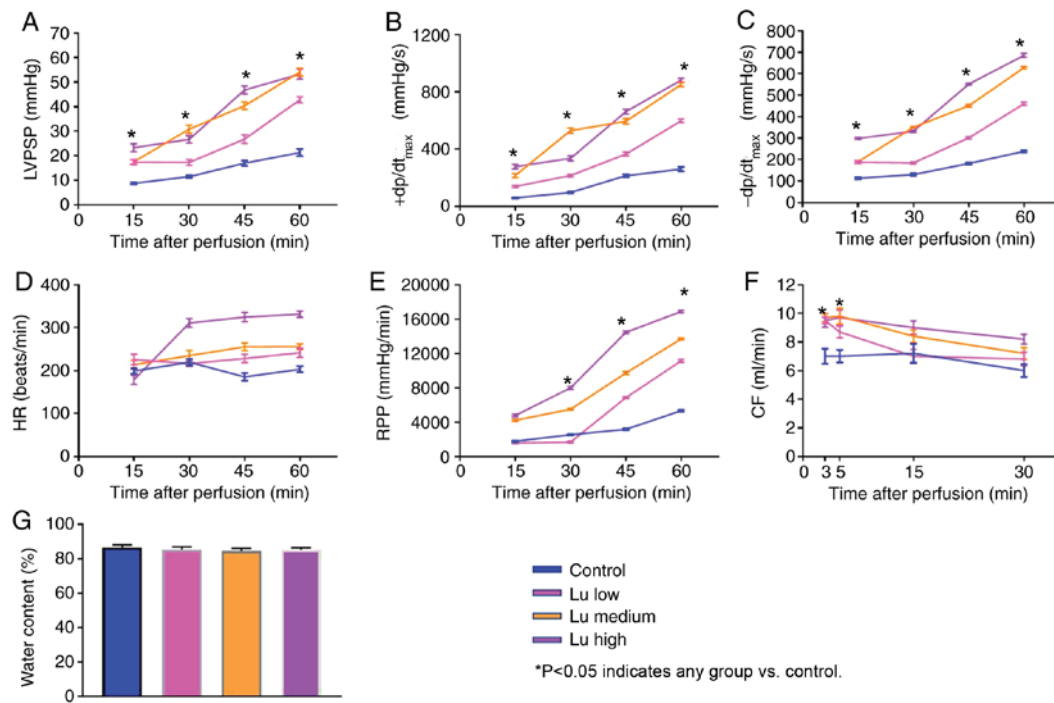 A
LVPSP (mmHg)
70
60
50
40
30
20
10
0
* * * *
0 15 30 45 60
Time after perfusion (min)
B
+dp/dtmax (mmHg/s)
1200
800
400
0
* * * *
0 15 30 45 60
Time after perfusion (min)
C
–dp/dtmax (mmHg/s)
800
700
600
500
400
300
200
100
0
* * * *
0 15 30 45 60
Time after perfusion (min)
D
HR (beats/min)
400
300
200
100
0
0 15 30 45 60
Time after perfusion (min)
E
RPP (mmHg/min)
20000
16000
12000
8000
4000
0
* * *
0 15 30 45 60
Time after perfusion (min)
F
CF (ml/min)
12
10
8
6
4
2
0
* *
0 3 5 15 30
Time after perfusion (min)
G
Water content (%)
100
80
60
40
20
0
Control
Lu low
Lu medium
Lu high
*P<0.05 indicates any group vs. control.